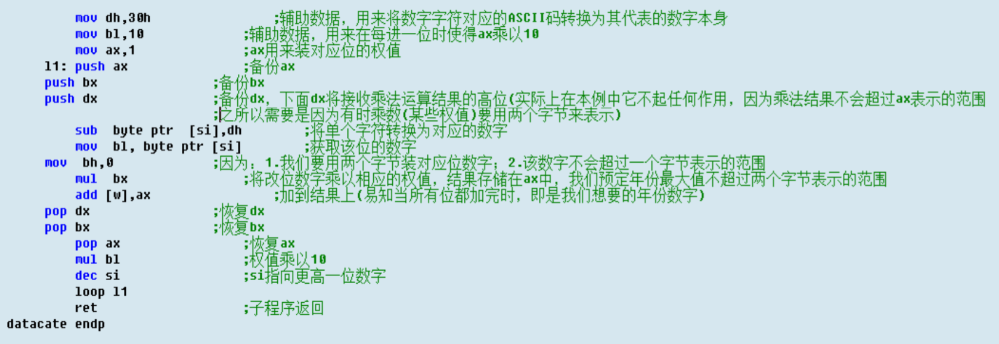 mov dh,30h ;辅助数据，用来将数字字符对应的ASCII码转换为其代表的数字本身
mov bl,10 ;辅助数据，用来在每进一位时使得ax乘以10
mov ax,1 ;ax用来装对应位的权值
l1: push ax ;备份ax
push bx ;备份bx
push dx ;备份dx，下面dx将接收乘法运算结果的高位(实际上在本例中它不起任何作用，因为乘法结果不会超过ax表示的范围
;之所以需要是因为有时乘数(某些权值)要用两个字节来表示)
sub byte ptr [si],dh ;将单个字符转换为对应的数字
mov bl, byte ptr [si] ;获取该位的数字
mov bh,0 ;因为：1.我们要用两个字节装对应位数字；2.该数字不会超过一个字节表示的范围
mul bx ;将改位数字乘以相应的权值，结果存储在ax中，我们预定年份最大值不超过两个字节表示的范围
add [w],ax ;加到结果上(易知当所有位都加完时，即是我们想要的年份数字)
pop dx ;恢复dx
pop bx ;恢复bx
pop ax ;恢复ax
mul bl ;权值乘以10
dec si ;si指向更高一位数字
loop l1
ret ;子程序返回
datacate endp